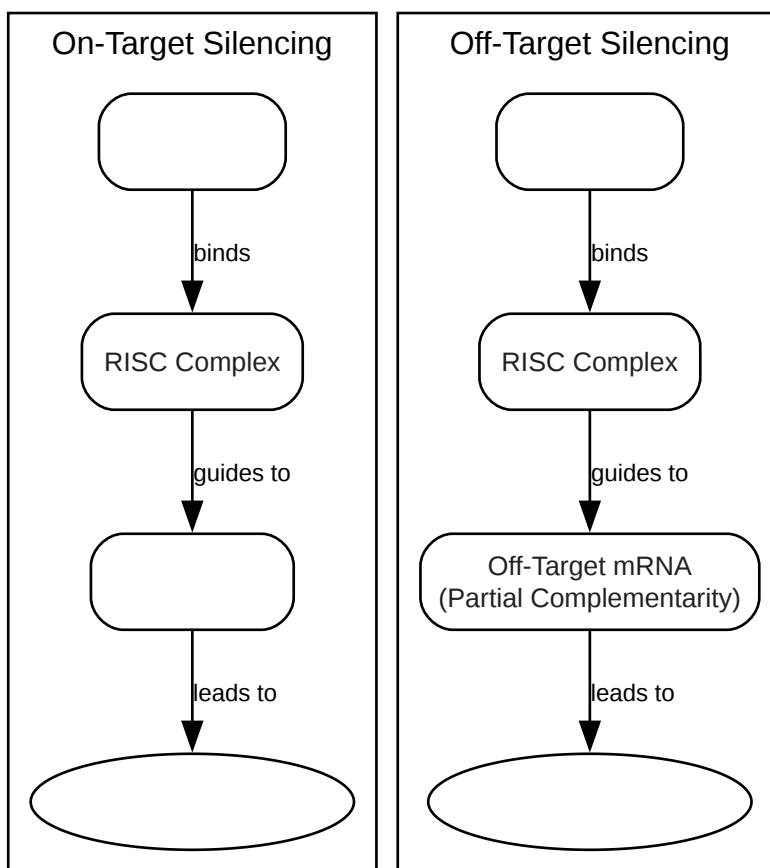 On-Target Silencing
binds
RISC Complex
guides to
leads to
Off-Target Silencing
binds
RISC Complex
guides to
Off-Target mRNA
(Partial Complementarity)
leads to